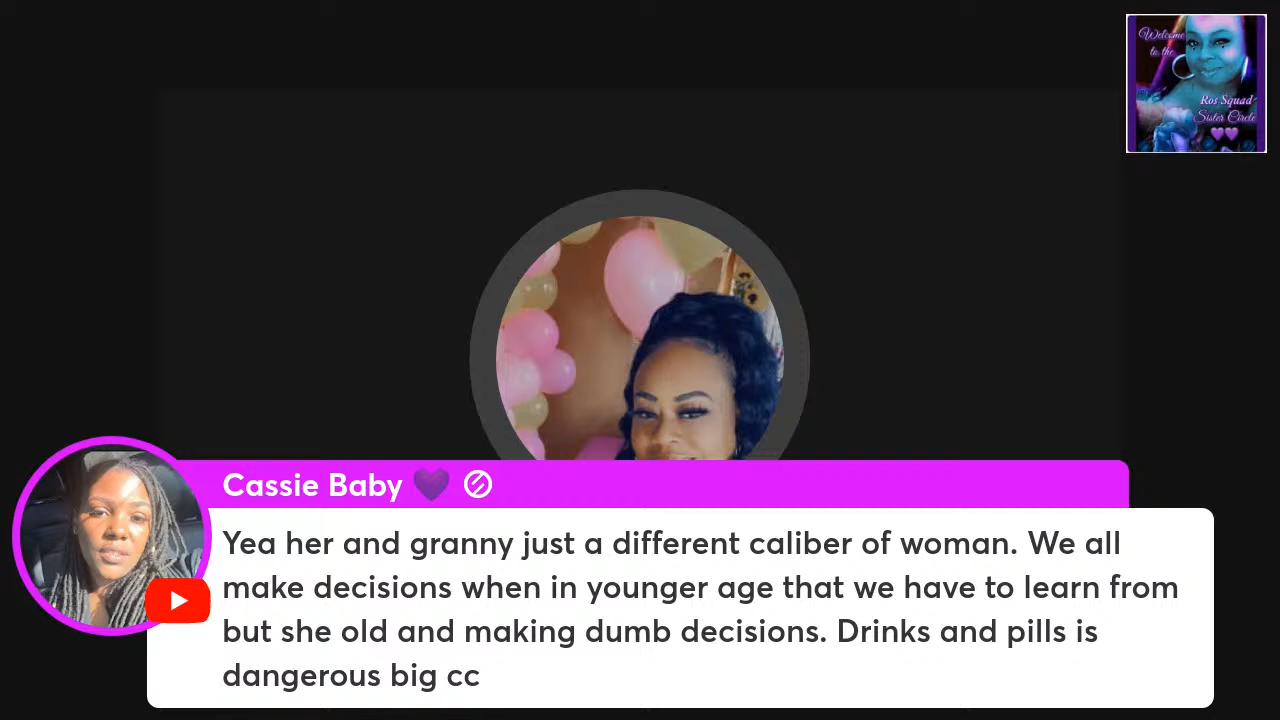 Welcome
to the
Ros Squad
Sister Circle
Cassie Baby 💜
Yea her and granny just a different caliber of woman. We all
make decisions when in younger age that we have to learn from
but she old and making dumb decisions. Drinks and pills is
dangerous big cc